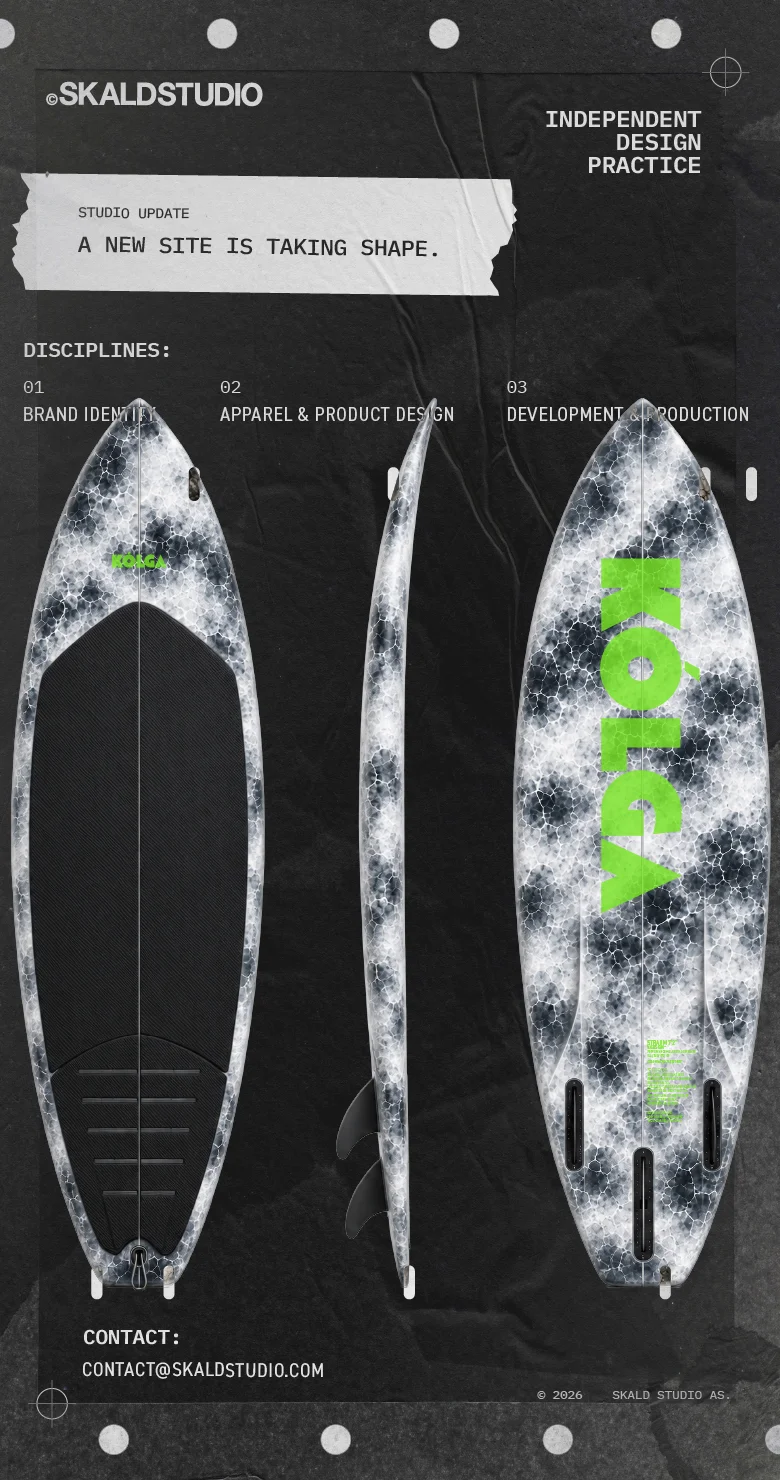 ©SKALDSTUDIO
INDEPENDENT
DESIGN
PRACTICE
STUDIO UPDATE
A NEW SITE IS TAKING SHAPE.
DISCIPLINES:
01
BRAND IDENTITY
02
APPAREL & PRODUCT DESIGN
03
DEVELOPMENT & PRODUCTION
KÓLGA
KÓLGA
CONTACT:
CONTACT@SKALDSTUDIO.COM
© 2026 SKALD STUDIO AS.